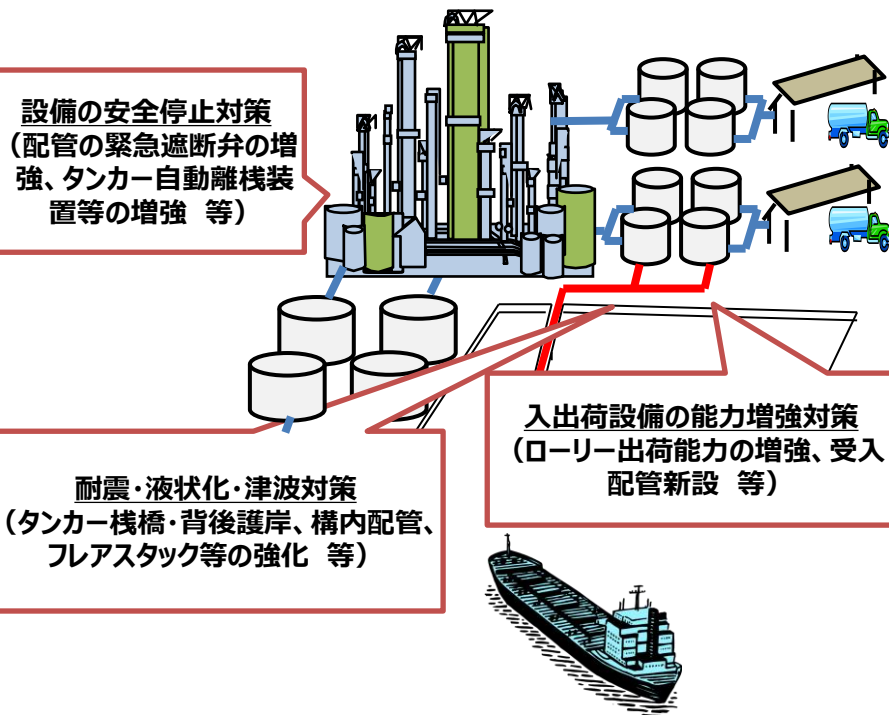 設備の安全停止対策
（配管の緊急遮断弁の増
強、タンカー自動離桟装
置等の増強　等）
入出荷設備の能力増強対策
（ローリー出荷能力の増強、受入
配管新設　等）
耐震・液状化・津波対策
（タンカー桟橋・背後護岸、構内配管、
フレアスタック等の強化　等）